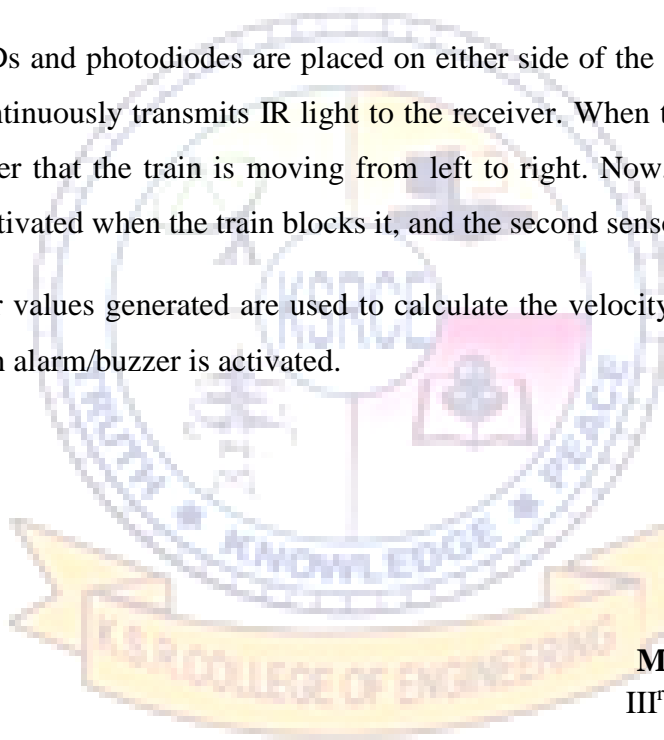 Ds and photodiodes are placed on either side of the
ntinuously transmits IR light to the receiver. When t
er that the train is moving from left to right. Now,
tivated when the train blocks it, and the second senso
r values generated are used to calculate the velocity
n alarm/buzzer is activated.
KSRCE
TRUTH * KNOWLEDGE * PEACE
K.S.R.COLLEGE OF ENGINEERING
M
IIIr